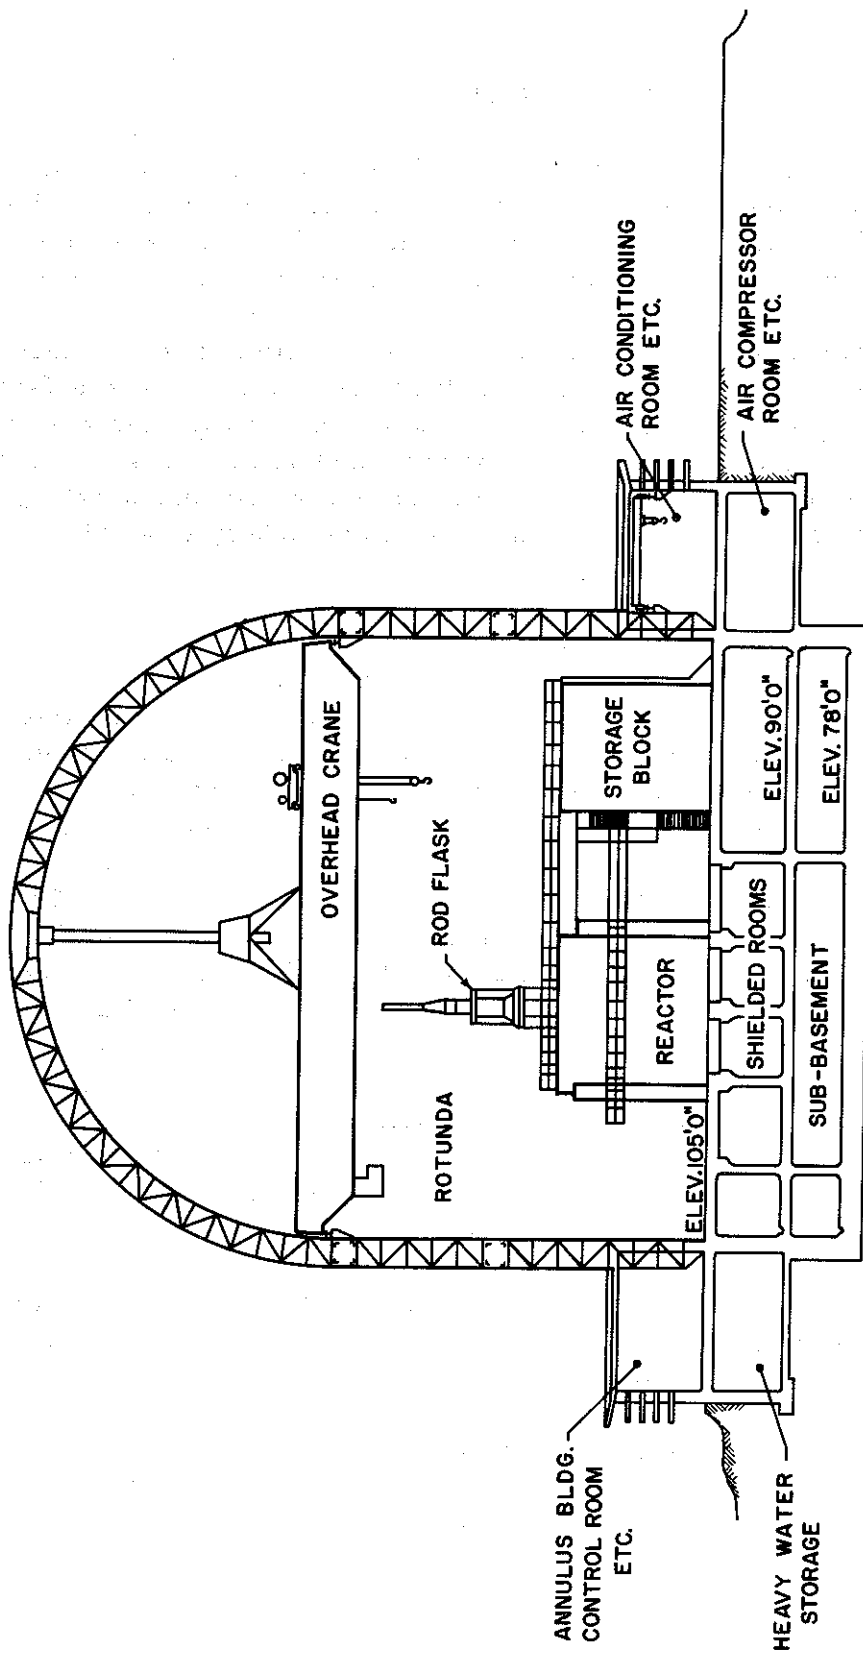 OVERHEAD CRANE
ROD FLASK
ROTUNDA
ANNULUS BLDG.
CONTROL ROOM
ETC.
AIR CONDITIONING
ROOM ETC.
STORAGE
BLOCK
REACTOR
ELEV.105'0"
AIR COMPRESSOR
ROOM ETC.
HEAVY WATER
STORAGE
SHIELDED ROOMS
ELEV.90'0"
SUB-BASEMENT
ELEV. 78'0"